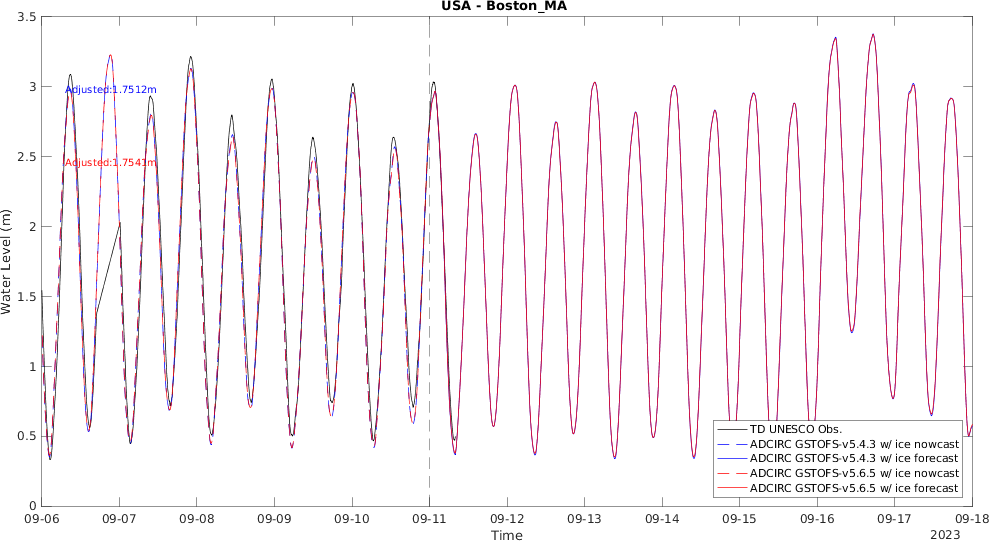 USA - Boston_MA
3.5
3
2.5
2
1.5
1
0.5
0
Water Level (m)
Adjusted:1.7512m
Adjusted:1.7541m
TD UNESCO Obs.
ADCIRC GSTOFS-v5.4.3 w/ ice nowcast
ADCIRC GSTOFS-v5.4.3 w/ ice forecast
ADCIRC GSTOFS-v5.6.5 w/ ice nowcast
ADCIRC GSTOFS-v5.6.5 w/ ice forecast
09-06 09-07 09-08 09-09 09-10 09-11 09-12 09-13 09-14 09-15 09-16 09-17 09-18
Time
2023